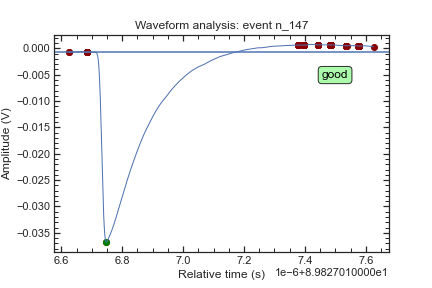 Waveform analysis: event n_147
0.000
−0.005
−0.010
−0.015
−0.020
−0.025
−0.030
−0.035
Amplitude (V)
good
6.6 6.8 7.0 7.2 7.4 7.6
Relative time (s)
1e−6+8.9827010000e1